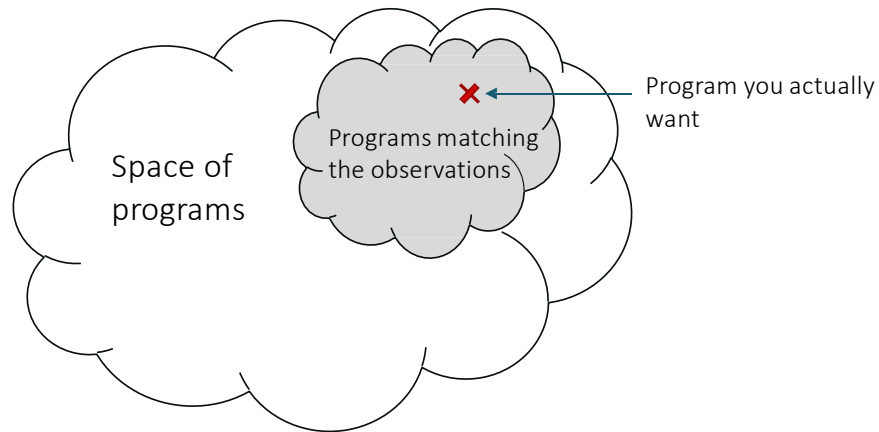 Program you actually
want
Programs matching
the observations
Space of
programs